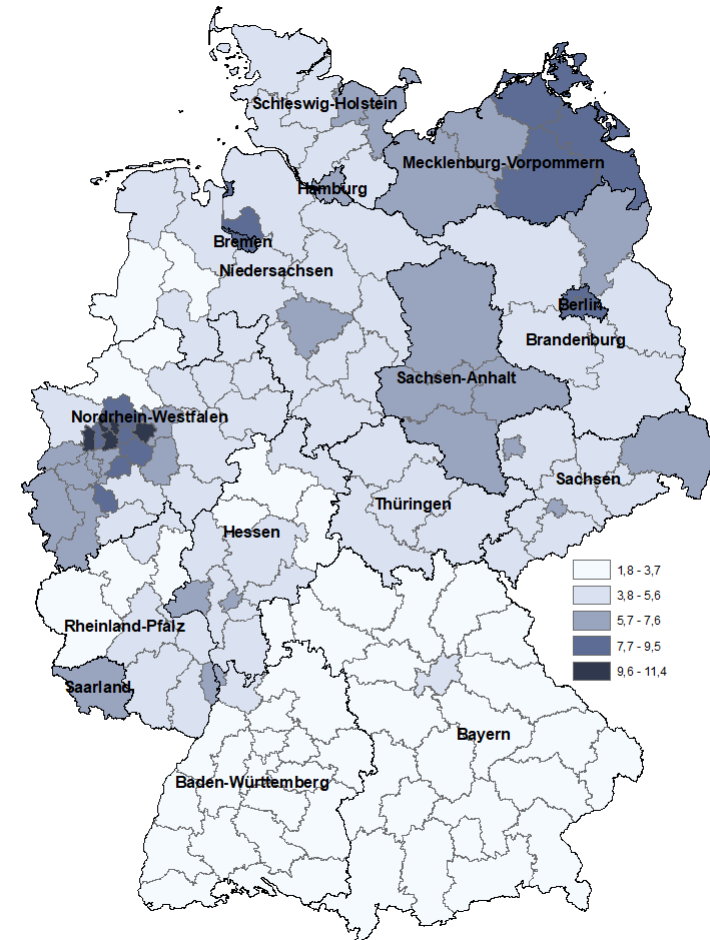 Schleswig-Holstein
Mecklenburg-Vorpommern
Hamburg
Bremen
Niedersachsen
Berlin
Brandenburg
Sachsen-Anhalt
Nordrhein-Westfalen
Sachsen
Thüringen
Hessen
1,8 - 3,7
3,8 - 5,6
5,7 - 7,6
7,7 - 9,5
9,6 - 11,4
Rheinland-Pfalz
Saarland
Bayern
Baden-Württemberg